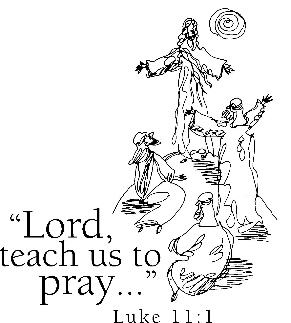 “Lord,
teach us to
pray...”
Luke 11:1